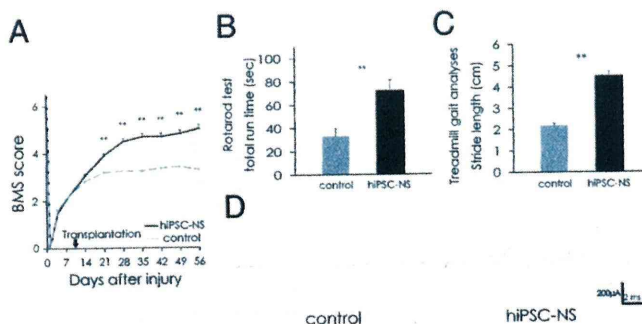 A
6
4
2
0
BMS score
**
**
**
**
**
**
Transplantation
hiPSC-NS
control
0 7 14 21 28 35 42 49 56
Days after injury
B
Rotarod test
total run time (sec)
100
80
60
40
20
0
**
control hiPSC-NS
C
Treadmill gait analyses
Stride length (cm)
6
5
4
3
2
1
0
**
control hiPSC-NS
D
200μA
2 ms
control hiPSC-NS